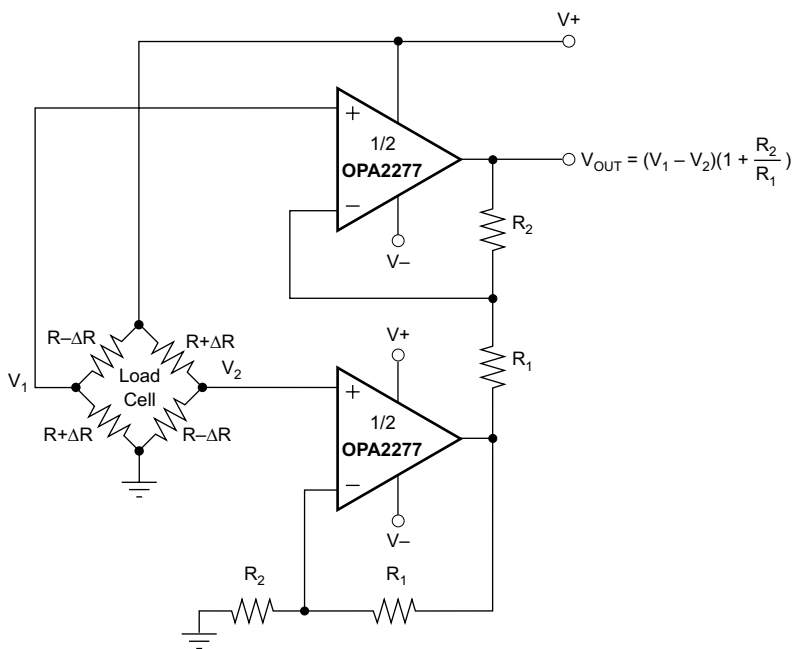 V+
+
1/2
OPA2277
−
V−
V_OUT = (V_1 – V_2)(1 + R_2/R_1 )
R_2
R_1
R−ΔR
R+ΔR
V_1
Load
Cell
V_2
R+ΔR
R−ΔR
V+
+
1/2
OPA2277
−
V−
R_2
R_1